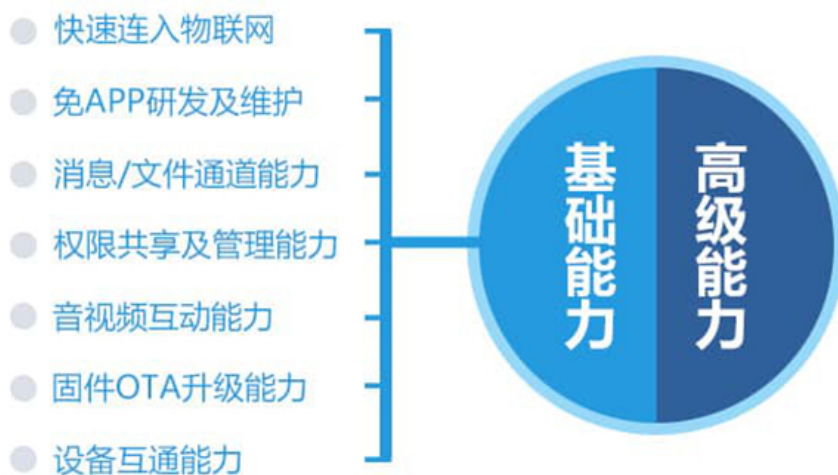 快速连入物联网
免APP研发及维护
消息/文件通道能力
权限共享及管理能力
音视频互动能力
固件OTA升级能力
设备互通能力
基础能力
高级能力